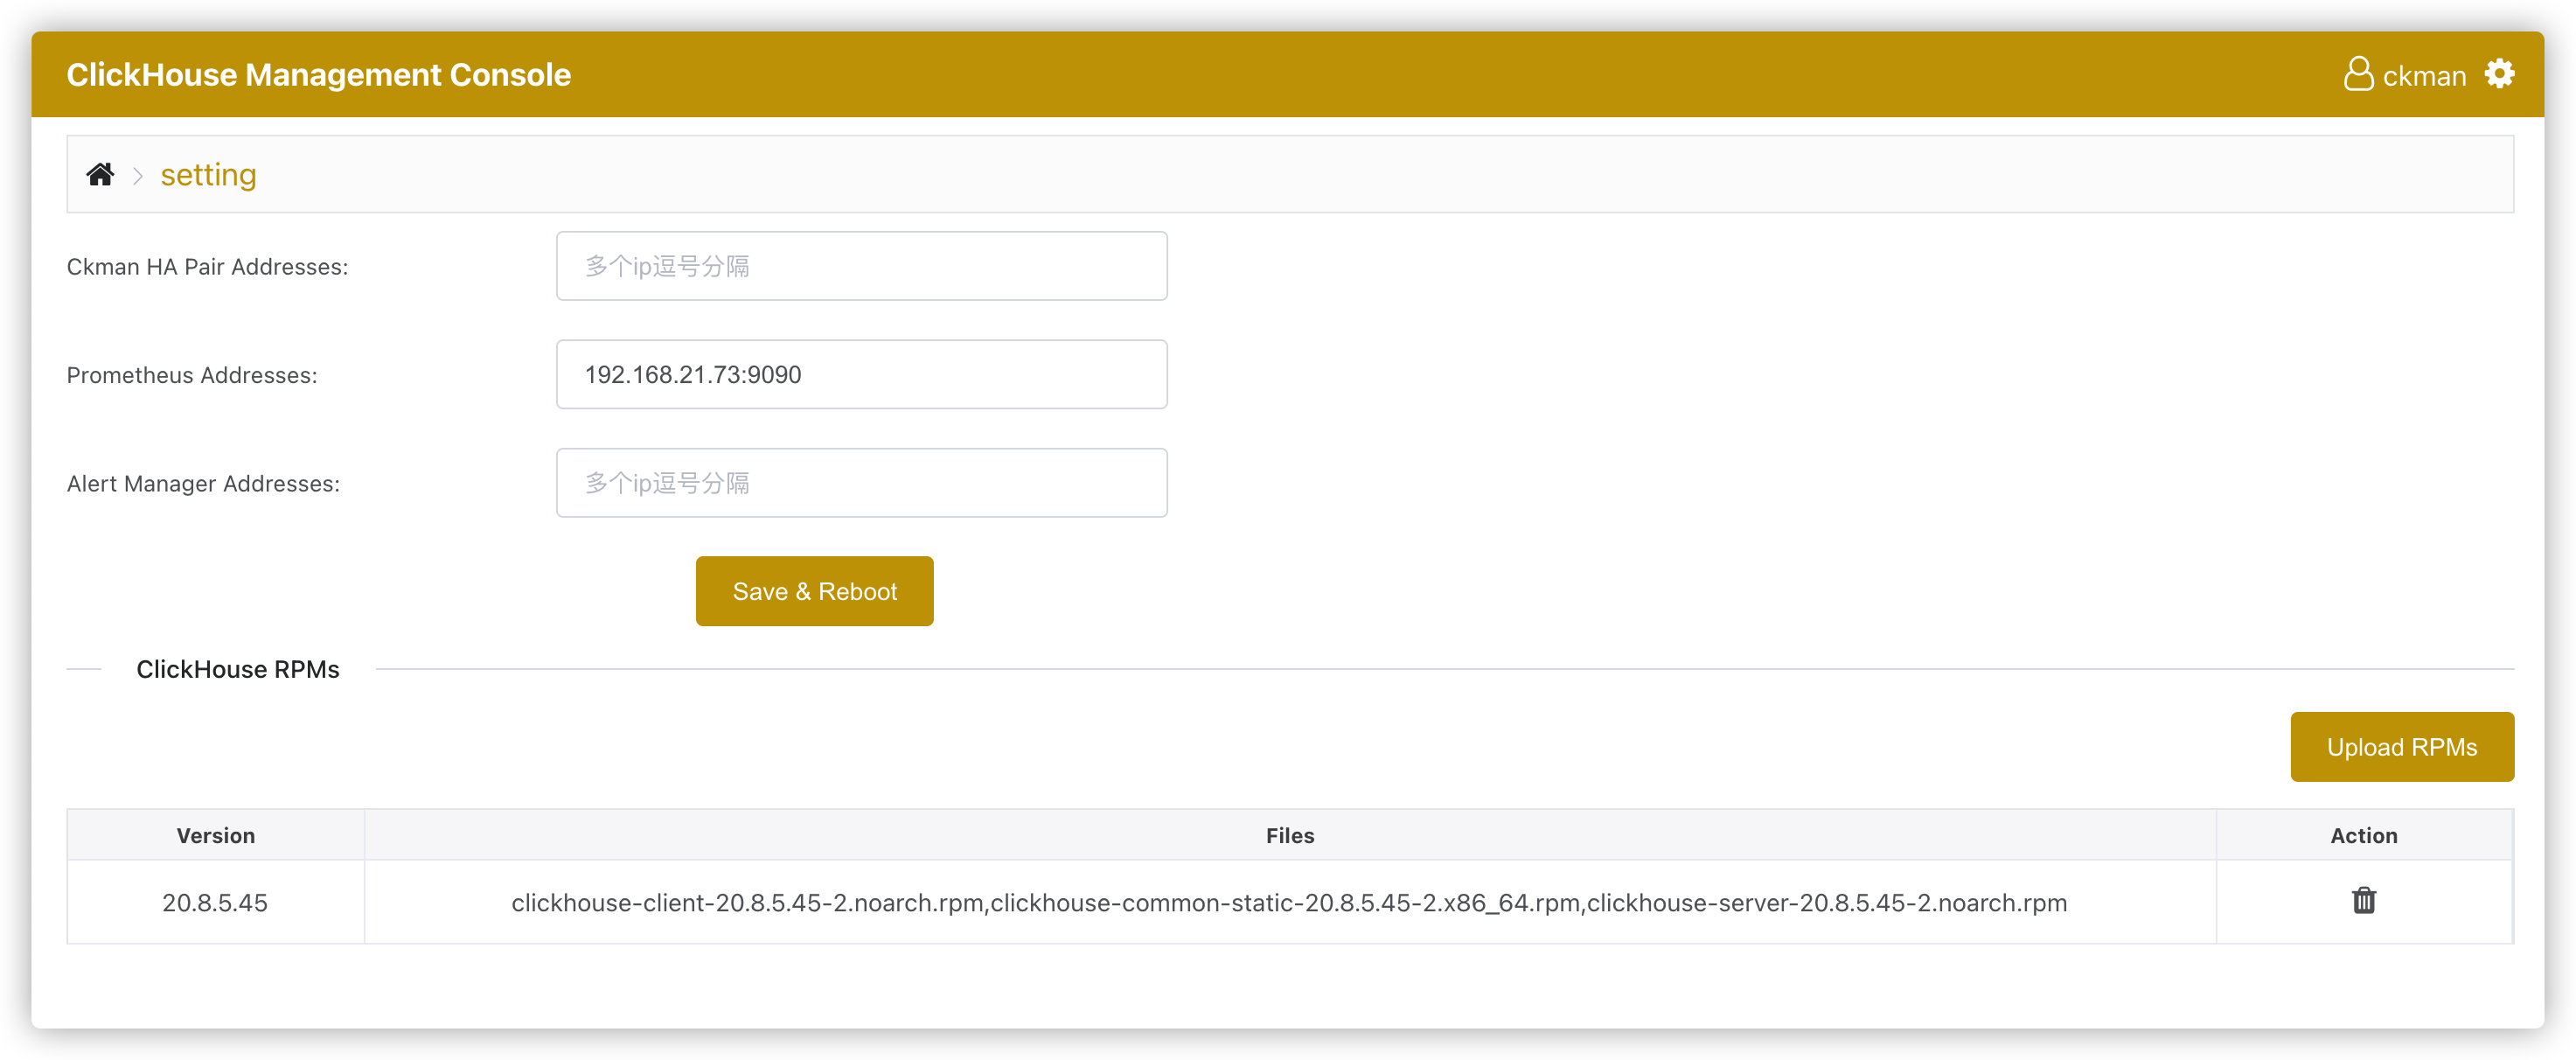 ClickHouse Management Console
ckman
setting
Ckman HA Pair Addresses:
多个ip逗号分隔
Prometheus Addresses:
192.168.21.73:9090
Alert Manager Addresses:
多个ip逗号分隔
Save & Reboot
ClickHouse RPMs
Upload RPMs
Version Files Action
20.8.5.45 clickhouse-client-20.8.5.45-2.noarch.rpm,clickhouse-common-static-20.8.5.45-2.x86_64.rpm,clickhouse-server-20.8.5.45-2.noarch.rpm